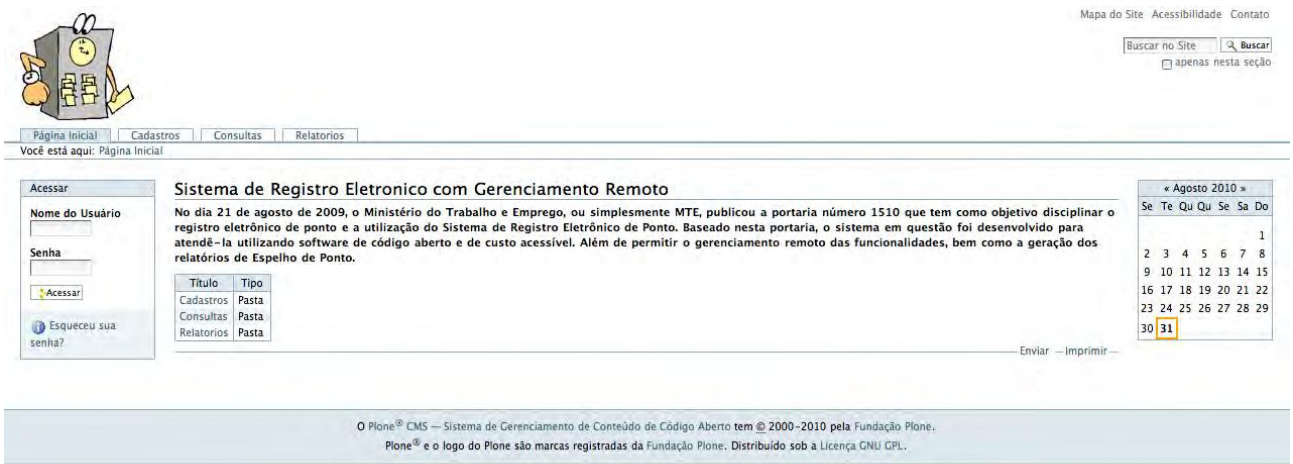 Mapa do Site Acessibilidade Contato
Buscar no Site Buscar
apenas nesta seção
Página Inicial Cadastros Consultas Relatorios
Você está aqui: Página Inicial
Acessar
Nome do Usuário
Senha
Acessar
Esqueceu sua
senha?
Sistema de Registro Eletronico com Gerenciamento Remoto
No dia 21 de agosto de 2009, o Ministério do Trabalho e Emprego, ou simplesmente MTE, publicou a portaria número 1510 que tem como objetivo disciplinar o
registro eletrônico de ponto e a utilização do Sistema de Registro Eletrônico de Ponto. Baseado nesta portaria, o sistema em questão foi desenvolvido para
atendê-la utilizando software de código aberto e de custo acessível. Além de permitir o gerenciamento remoto das funcionalidades, bem como a geração dos
relatórios de Espelho de Ponto.
Título Tipo
Cadastros Pasta
Consultas Pasta
Relatorios Pasta
Enviar — Imprimir —
« Agosto 2010 »
Se Te Qu Qu Se Sa Do
1
2 3 4 5 6 7 8
9 10 11 12 13 14 15
16 17 18 19 20 21 22
23 24 25 26 27 28 29
30 31
O Plone® CMS — Sistema de Gerenciamento de Conteúdo de Código Aberto tem © 2000-2010 pela Fundação Plone.
Plone® e o logo do Plone são marcas registradas da Fundação Plone. Distribuído sob a Licença GNU GPL.